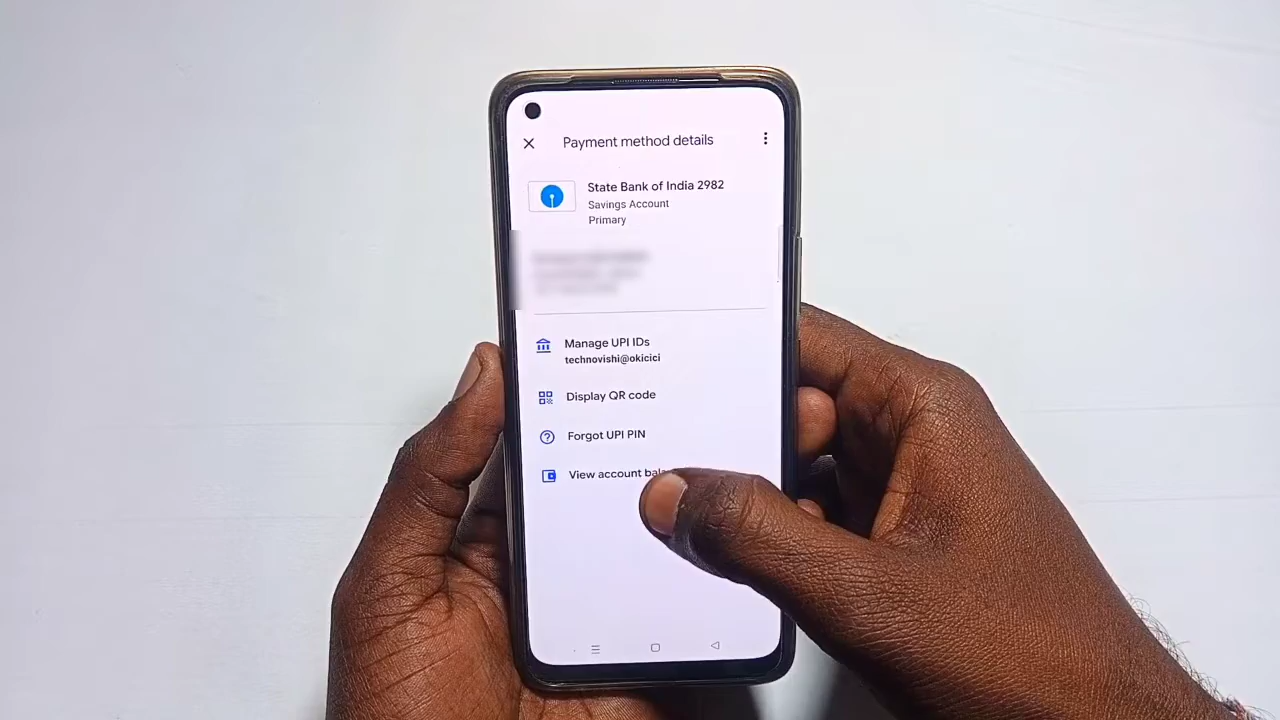 Payment method details
State Bank of India 2982
Savings Account
Primary
Manage UPI IDs
technovishi@okicici
Display QR code
Forgot UPI PIN
View account